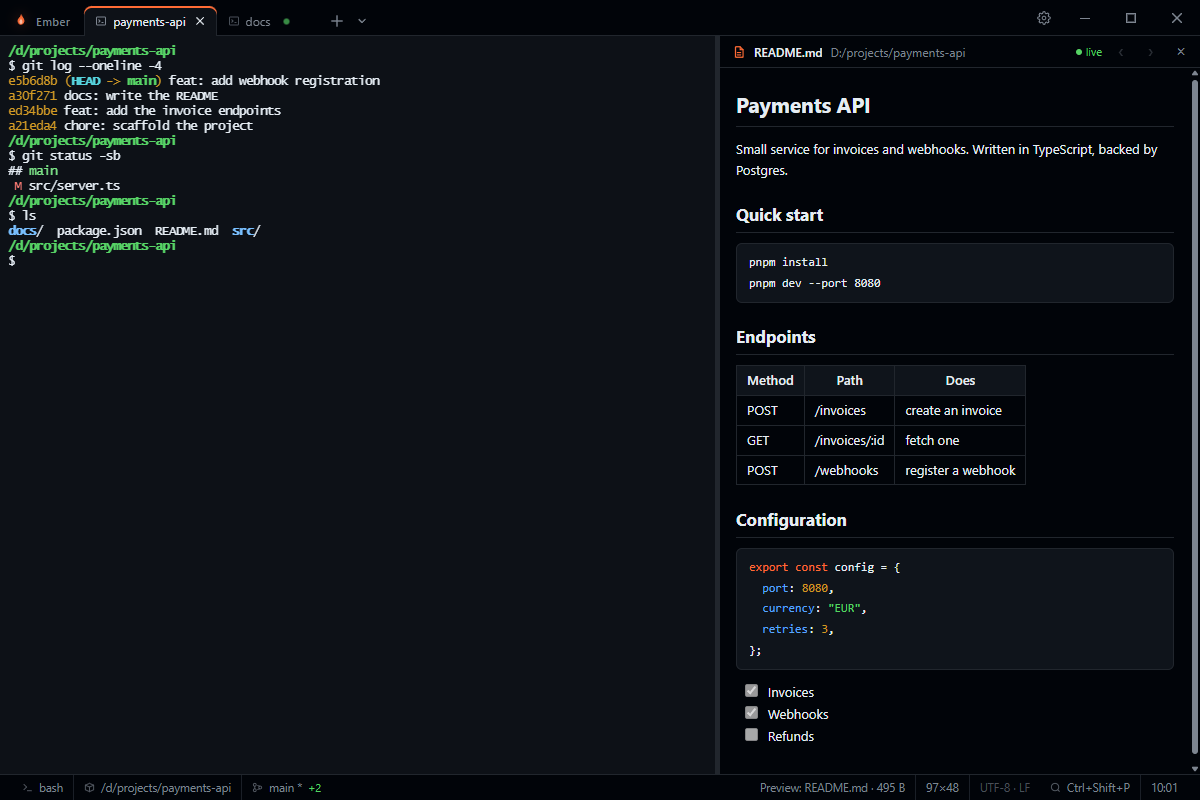 Ember
payments-api
docs
/d/projects/payments-api
$ git log --oneline -4
e5b6d8b (HEAD -> main) feat: add webhook registration
a30f271 docs: write the README
ed34bbe feat: add the invoice endpoints
a21eda4 chore: scaffold the project
/d/projects/payments-api
$ git status -sb
## main
M src/server.ts
/d/projects/payments-api
$ ls
docs/ package.json README.md src/
/d/projects/payments-api
$
README.md D:/projects/payments-api
live
Payments API
Small service for invoices and webhooks. Written in TypeScript, backed by
Postgres.
Quick start
pnpm install
pnpm dev --port 8080
Endpoints
Method Path Does
POST /invoices create an invoice
GET /invoices/:id fetch one
POST /webhooks register a webhook
Configuration
export const config = {
port: 8080,
currency: "EUR",
retries: 3,
};
Invoices
Webhooks
Refunds
bash
/d/projects/payments-api
main * +2
Preview: README.md · 495 B
97×48
UTF-8 · LF
Ctrl+Shift+P
10:01